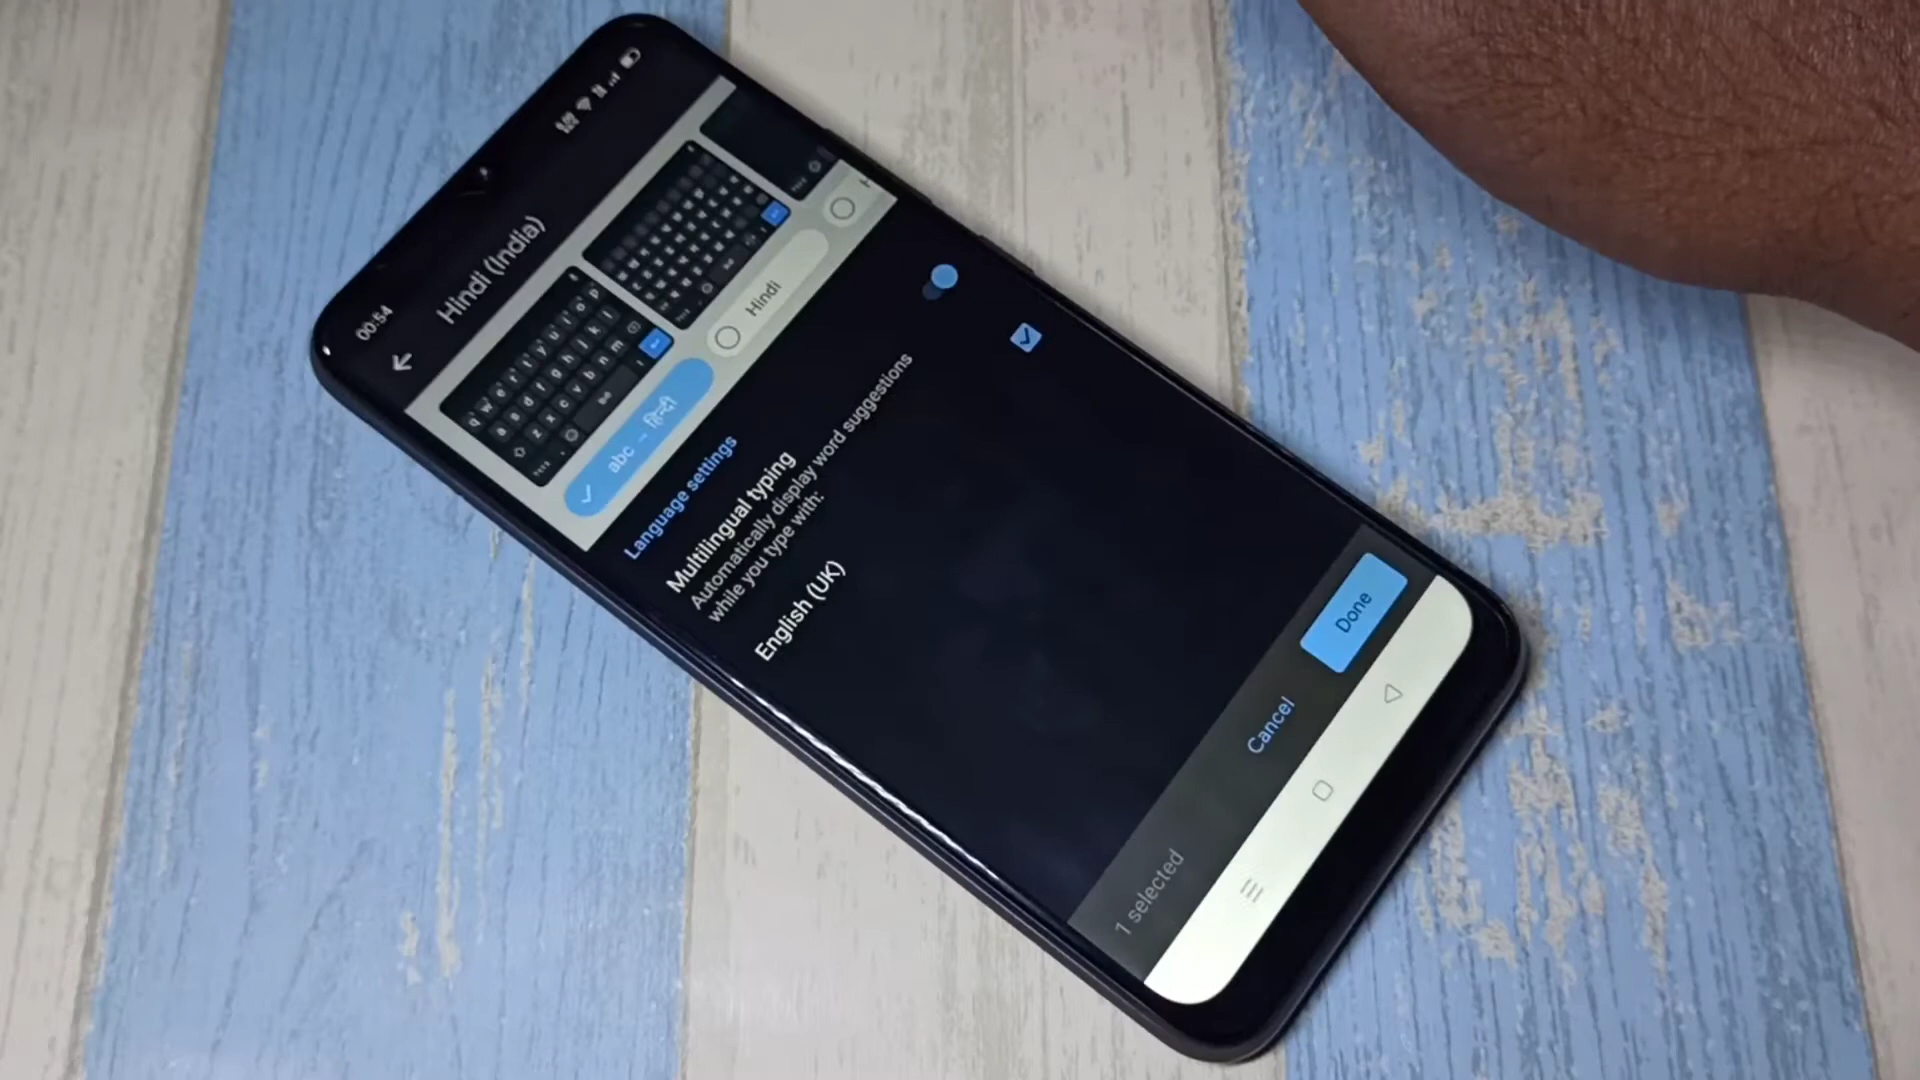 00:54
Hindi (India)
q w e r t y u i o p
a s d f g h j k l
z x c v b n m
abc - हिन्दी
Hindi
Language settings
Multilingual typing
Automatically display word suggestions
while you type with:
English (UK)
1 selected
Cancel
Done